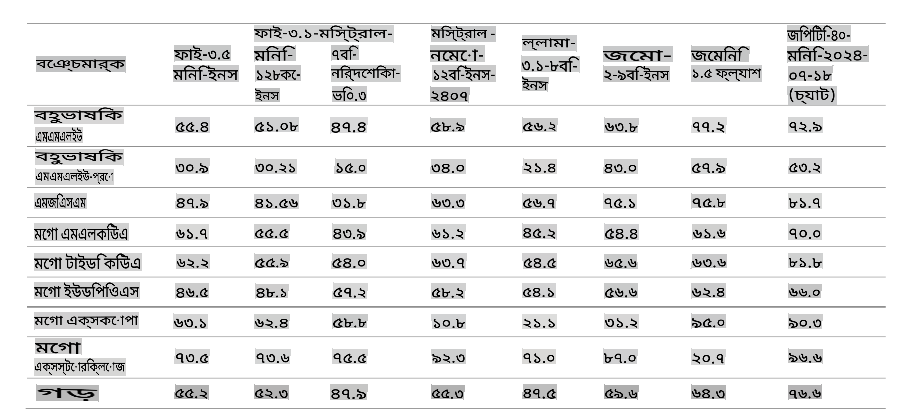 বেঞ্চমার্ক
ফাই-৩.৫
মিনি-ইনস
ফাই-৩.১-মিস্ট্রাল-
মিনি-
১২৮কে-
ইনস
৭বি-
নির্দেশিকা-
ভি০.৩
মিস্ট্রাল-
নেমো-
১২বি-ইনস-
২৪০৭
ল্লামা-
৩.১-৮বি-
ইনস
জেমো-
২-৯বি-ইনস
জেমিনি
১.৫ ফ্ল্যাশ
জিপিটি-৪০-
মিনি-২০২৪-
০৭-১৮
(চ্যাট)
বহুভাষিক
এমএমএলইউ
৫৫.৪ ৫১.০৮ ৪৭.৪ ৫৮.৯ ৫৬.২ ৬৩.৮ ৭৭.২ ৭২.৯
বহুভাষিক
এমএমএলইউ-প্রো
৩০.৯ ৩০.২১ ১৫.০ ৩৪.০ ২১.৪ ৪৩.০ ৫৭.৯ ৫৩.২
এমজিএসএম ৪৭.৯ ৪১.৫৬ ৩১.৮ ৬৩.৩ ৫৬.৭ ৭৫.১ ৭৫.৮ ৮১.৭
মেগা এমএলকিউএ ৬১.৭ ৫৫.৫ ৪৩.৯ ৬১.২ ৪৫.২ ৫৪.৪ ৬১.৬ ৭০.০
মেগা টাইডি কিউএ ৬২.২ ৫৫.৯ ৫৪.০ ৬৩.৭ ৫৪.৫ ৬৫.৬ ৬৩.৬ ৮১.৮
মেগা ইউডিপিওএস ৪৬.৫ ৪৮.১ ৫৭.২ ৫৮.২ ৫৪.১ ৫৬.৬ ৬২.৪ ৬৬.০
মেগা এক্সকোপা ৬৩.১ ৬২.৪ ৫৮.৮ ১০.৮ ২১.১ ৩১.২ ৯৫.০ ৯০.৩
মেগা
এক্সস্টোরিক্লোজ
৭৩.৫ ৭৩.৬ ৭৫.৫ ৯২.৩ ৭১.০ ৮৭.০ ২০.৭ ৯৬.৬
গড় ৫৫.২ ৫২.৩ ৪৭.৯ ৫৫.৩ ৪৭.৫ ৫৯.৬ ৬৪.৩ ৭৬.৬